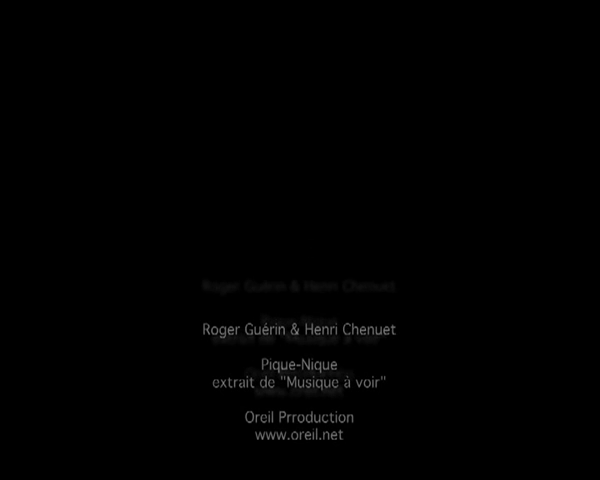 Roger Guérin & Henri Chenuet
Pique-Nique
extrait de "Musique à voir"
Oreil Prroduction
www.oreil.net